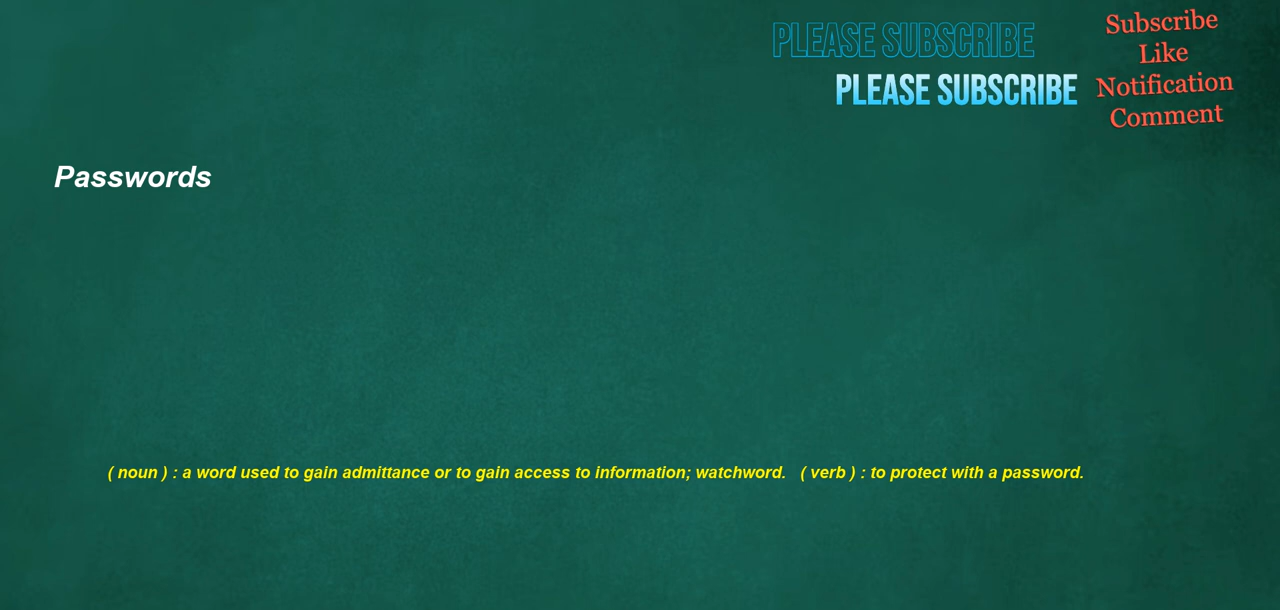 PLEASE SUBSCRIBE
PLEASE SUBSCRIBE
Subscribe
Like
Notification
Comment
Passwords
( noun ) : a word used to gain admittance or to gain access to information; watchword.   ( verb ) : to protect with a password.